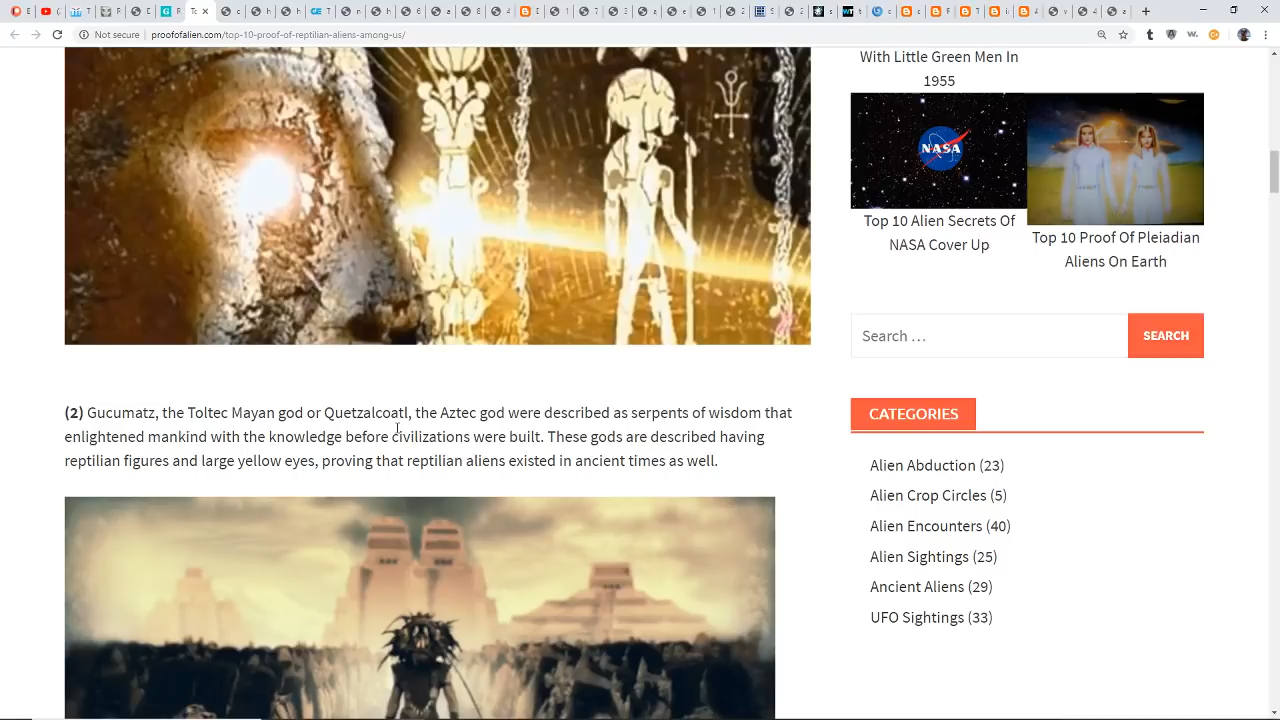 Not secure
proofofalien.com/top-10-proof-of-reptilian-aliens-among-us/
With Little Green Men In
1955
NASA
Top 10 Alien Secrets Of
NASA Cover Up
Top 10 Proof Of Pleiadian
Aliens On Earth
Search …
SEARCH
(2) Gucumatz, the Toltec Mayan god or Quetzalcoatl, the Aztec god were described as serpents of wisdom that
enlightened mankind with the knowledge before civilizations were built. These gods are described having
reptilian figures and large yellow eyes, proving that reptilian aliens existed in ancient times as well.
CATEGORIES
Alien Abduction (23)
Alien Crop Circles (5)
Alien Encounters (40)
Alien Sightings (25)
Ancient Aliens (29)
UFO Sightings (33)